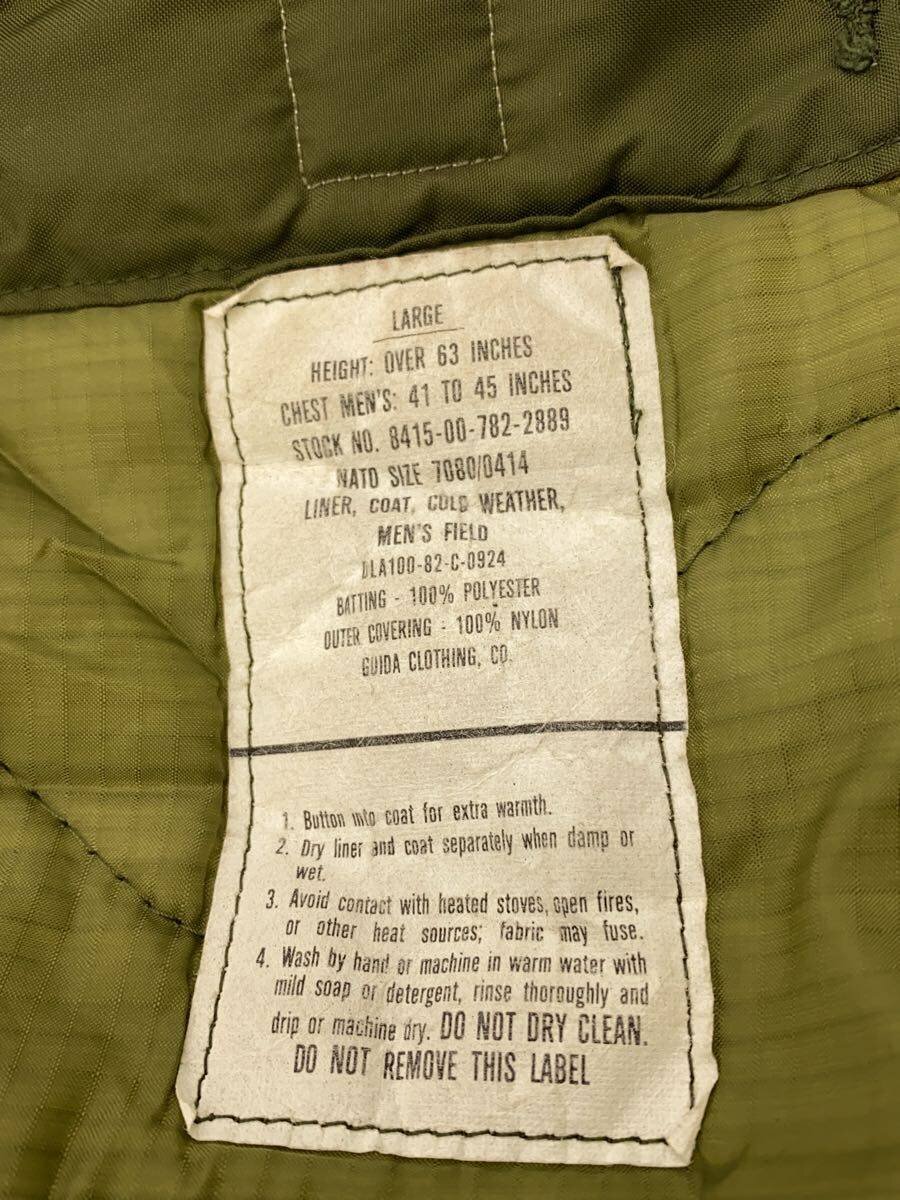 LARGE
HEIGHT: OVER 63 INCHES
CHEST MEN'S: 41 TO 45 INCHES
STOCK NO. 8415-00-782-2889
NATO SIZE 7080/0414
LINER, COAT, COLD WEATHER,
MEN'S FIELD
DLA100-82-C-0924
BATTING - 100% POLYESTER
OUTER COVERING - 100% NYLON
GUIDA CLOTHING, CO.
1. Button into coat for extra warmth.
2. Dry liner and coat separately when damp or
wet.
3. Avoid contact with heated stoves, open fires,
or other heat sources; fabric may fuse.
4. Wash by hand or machine in warm water with
mild soap or detergent, rinse thoroughly and
drip or machine dry. DO NOT DRY CLEAN.
DO NOT REMOVE THIS LABEL